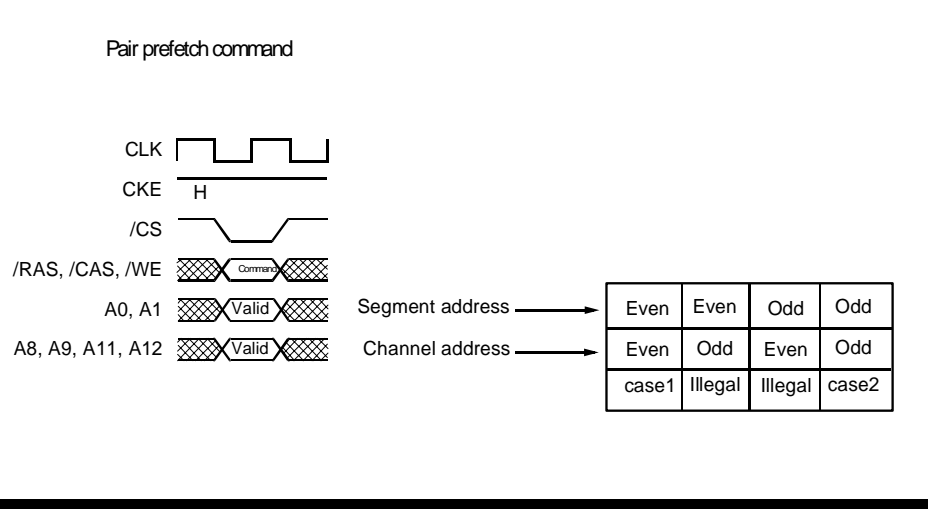 Pair prefetch command
CLK
CKE H
/CS
/RAS, /CAS, /WE Command
A0, A1 Valid Segment address Even Even Odd Odd
A8, A9, A11, A12 Valid Channel address Even Odd Even Odd
case1 Illegal Illegal case2